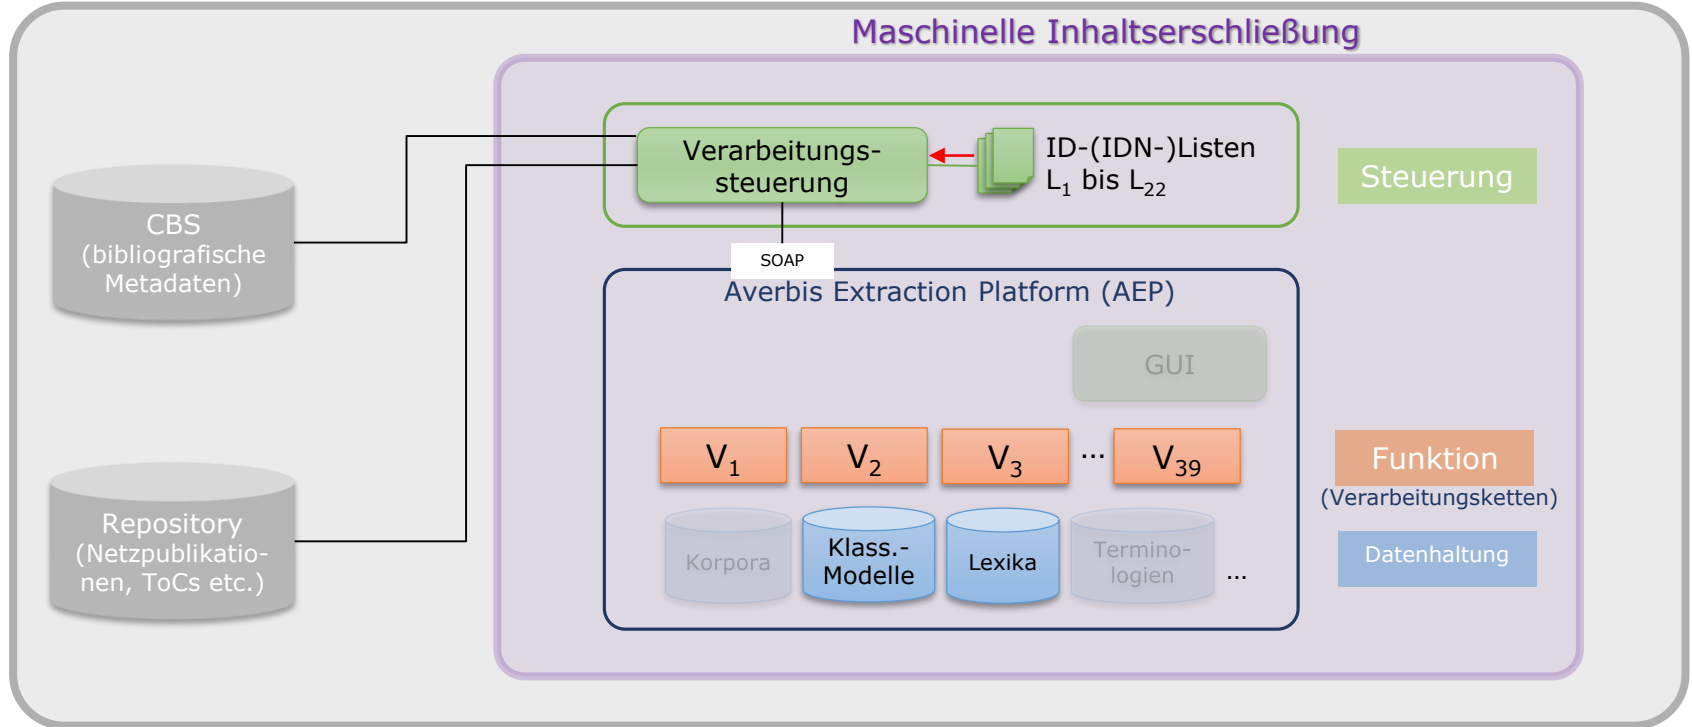 Maschinelle Inhaltserschließung
Verarbeitungs-
steuerung
ID-(IDN-)Listen
L1 bis L22
Steuerung
CBS
(bibliografische
Metadaten)
SOAP
Averbis Extraction Platform (AEP)
GUI
V1
V2
V3
...
V39
Funktion
(Verarbeitungsketten)
Repository
(Netzpublikatio-
nen, ToCs etc.)
Korpora
Klass.-
Modelle
Lexika
Termino-
logien
...
Datenhaltung